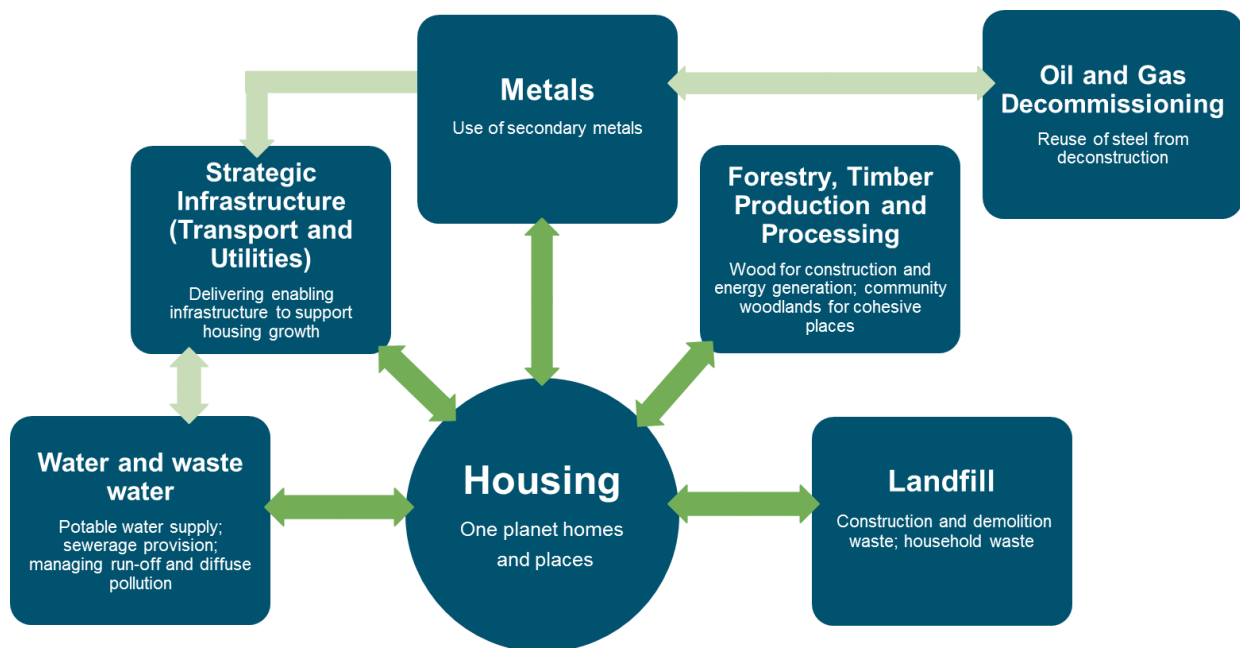 Metals
Use of secondary metals
Oil and Gas
Decommissioning
Reuse of steel from
deconstruction
Strategic
Infrastructure
(Transport and
Utilities)
Delivering enabling
infrastructure to support
housing growth
Forestry, Timber
Production and
Processing
Wood for construction and
energy generation; community
woodlands for cohesive
places
Water and waste
water
Potable water supply;
sewerage provision;
managing run-off and diffuse
pollution
Housing
One planet homes
and places
Landfill
Construction and demolition
waste; household waste